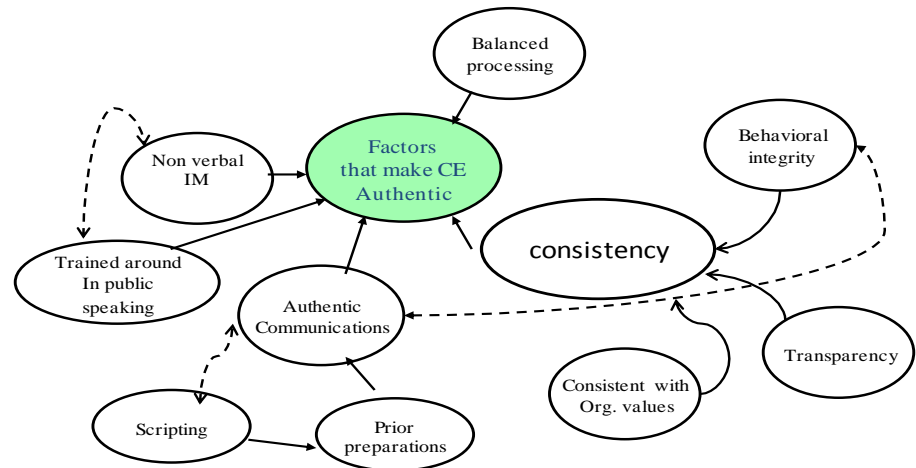 Balanced
processing
Factors
that make CE
Authentic
Behavioral
integrity
Non verbal
IM
consistency
Trained around
In public
speaking
Authentic
Communications
Transparency
Consistent with
Org. values
Scripting
Prior
preparations